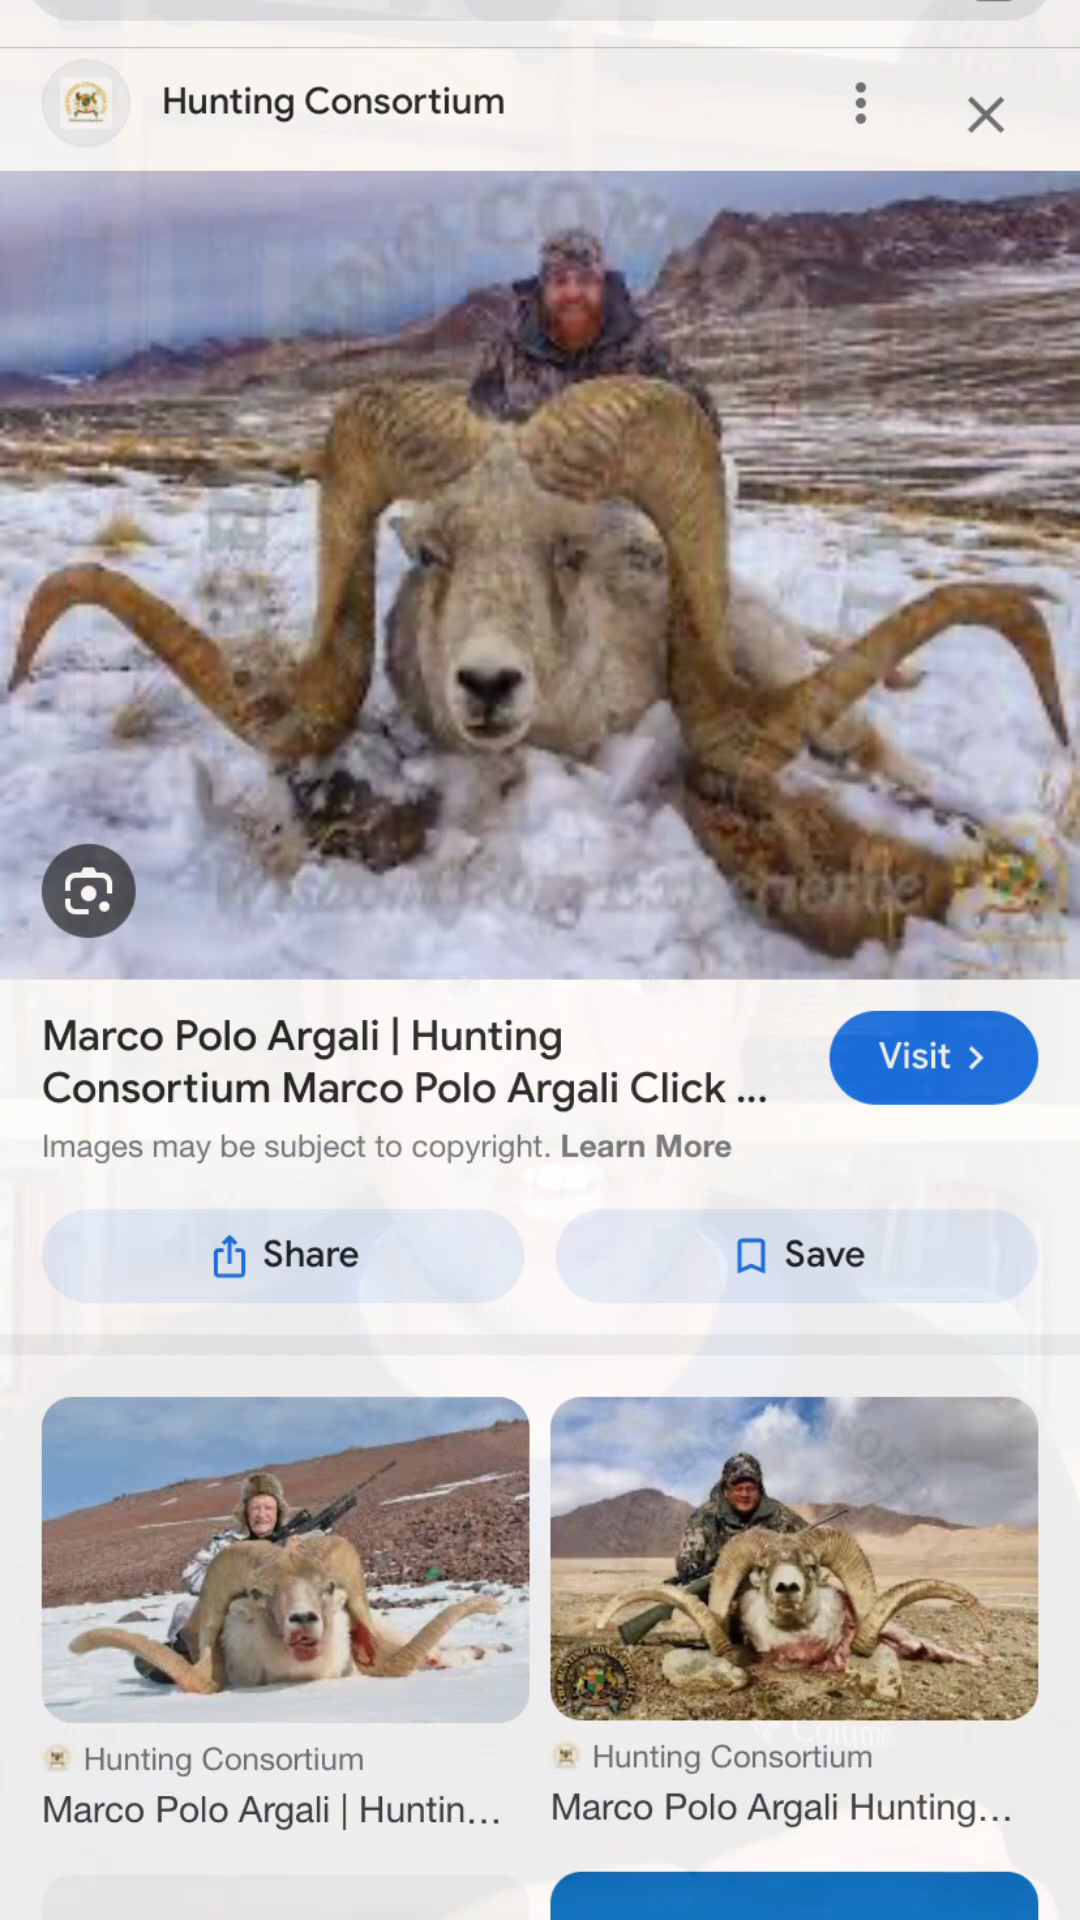 Hunting Consortium
Marco Polo Argali | Hunting
Consortium Marco Polo Argali Click ...
Visit
Images may be subject to copyright. Learn More
Share
Save
Hunting Consortium
Marco Polo Argali | Huntin...
Hunting Consortium
Marco Polo Argali Hunting...